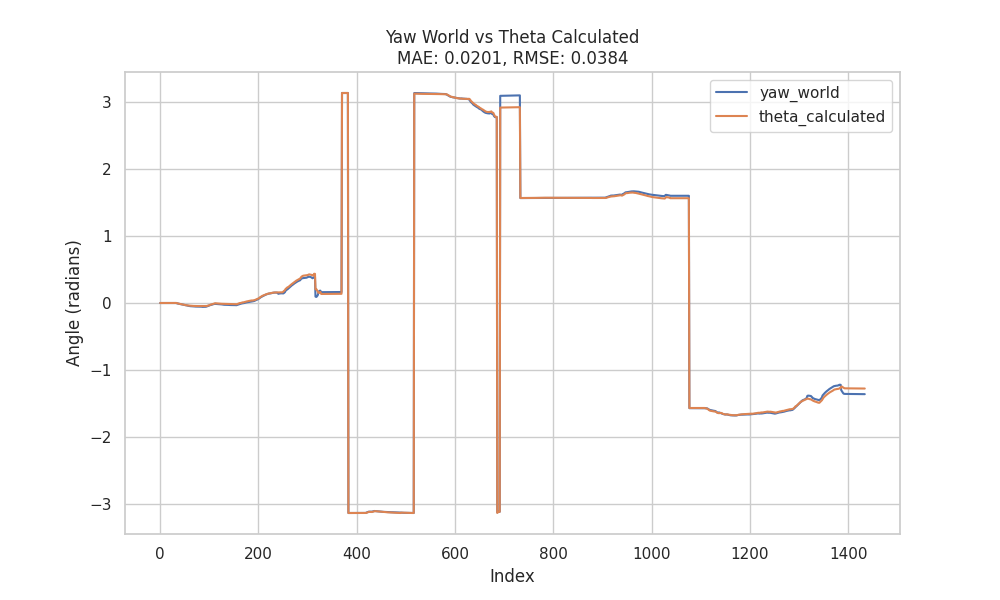 Yaw World vs Theta Calculated
MAE: 0.0201, RMSE: 0.0384
yaw_world
theta_calculated
Angle (radians)
3
2
1
0
−1
−2
−3
0 200 400 600 800 1000 1200 1400
Index